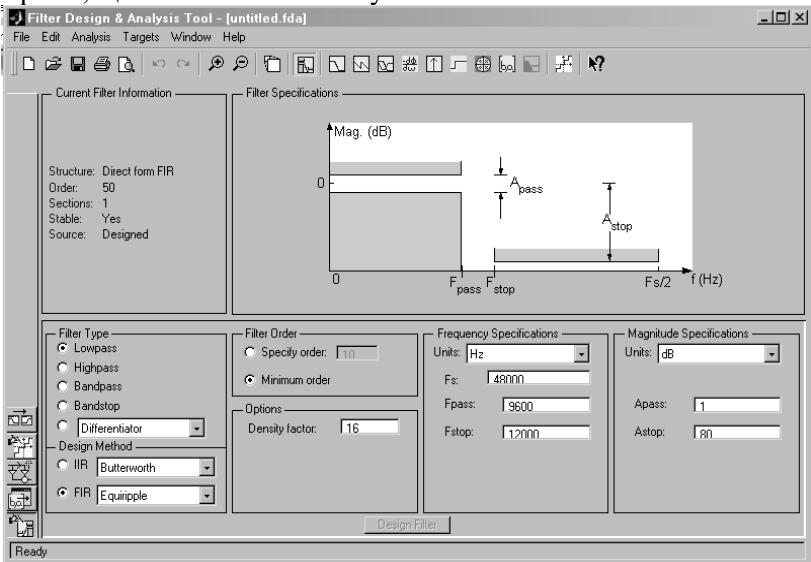 Filter Design & Analysis Tool - [untitled.fda]
File Edit Analysis Targets Window Help
Current Filter Information
Structure: Direct form FIR
Order: 50
Sections: 1
Stable: Yes
Source: Designed
Filter Specifications
Mag. (dB)
0
A pass
A stop
0 F pass F stop Fs/2 f (Hz)
Filter Type
Lowpass
Highpass
Bandpass
Bandstop
Differentiator
Design Method
IIR Butterworth
FIR Equiripple
Filter Order
Specify order: 10
Minimum order
Options
Density factor: 16
Frequency Specifications
Units: Hz
Fs: 48000
Fpass: 9600
Fstop: 12000
Magnitude Specifications
Units: dB
Apass: 1
Astop: 80
Design Filter
Ready